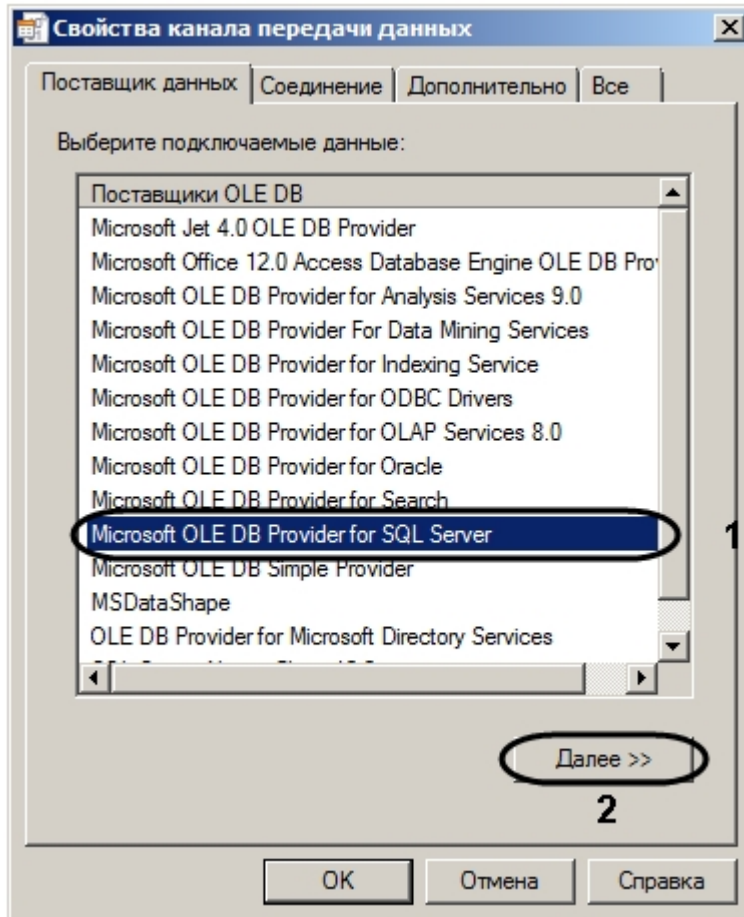 Свойства канала передачи данных
Поставщик данных Соединение Дополнительно Все
Выберите подключаемые данные:
Поставщики OLE DB
Microsoft Jet 4.0 OLE DB Provider
Microsoft Office 12.0 Access Database Engine OLE DB Pro
Microsoft OLE DB Provider for Analysis Services 9.0
Microsoft OLE DB Provider For Data Mining Services
Microsoft OLE DB Provider for Indexing Service
Microsoft OLE DB Provider for ODBC Drivers
Microsoft OLE DB Provider for OLAP Services 8.0
Microsoft OLE DB Provider for Oracle
Microsoft OLE DB Provider for Search
Microsoft OLE DB Provider for SQL Server 1
Microsoft OLE DB Simple Provider
MSDataShape
OLE DB Provider for Microsoft Directory Services
Далее >>
2
OK Отмена Справка